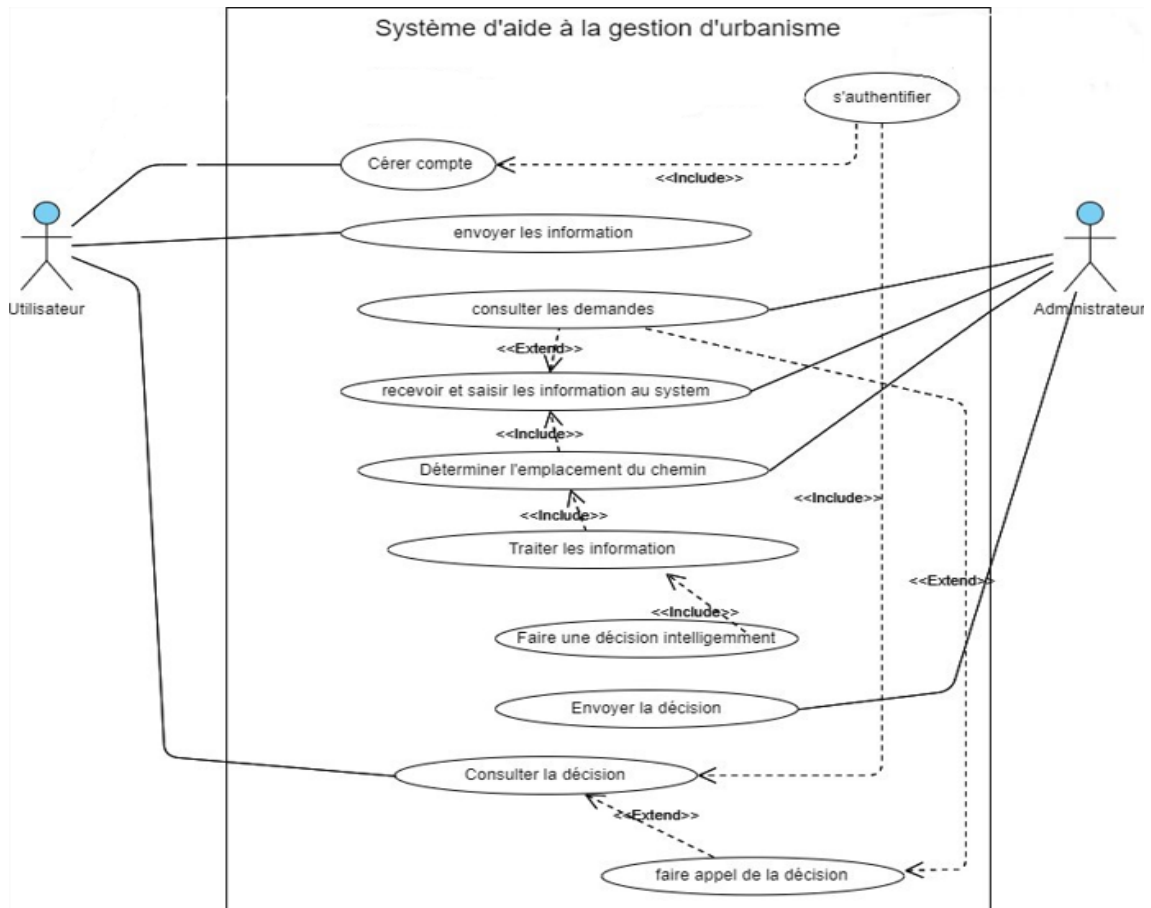 Système d'aide à la gestion d'urbanisme
s'authentifier
Cérer compte
<<Include>>
envoyer les information
Utilisateur
Administrateur
consulter les demandes
<<Extend>>
recevoir et saisir les information au system
<<Include>>
Déterminer l'emplacement du chemin
<<Include>>
<<Include>>
Traiter les information
<<Extend>>
<<Include>>
Faire une décision intelligemment
Envoyer la décision
Consulter la décision
<<Extend>>
faire appel de la décision